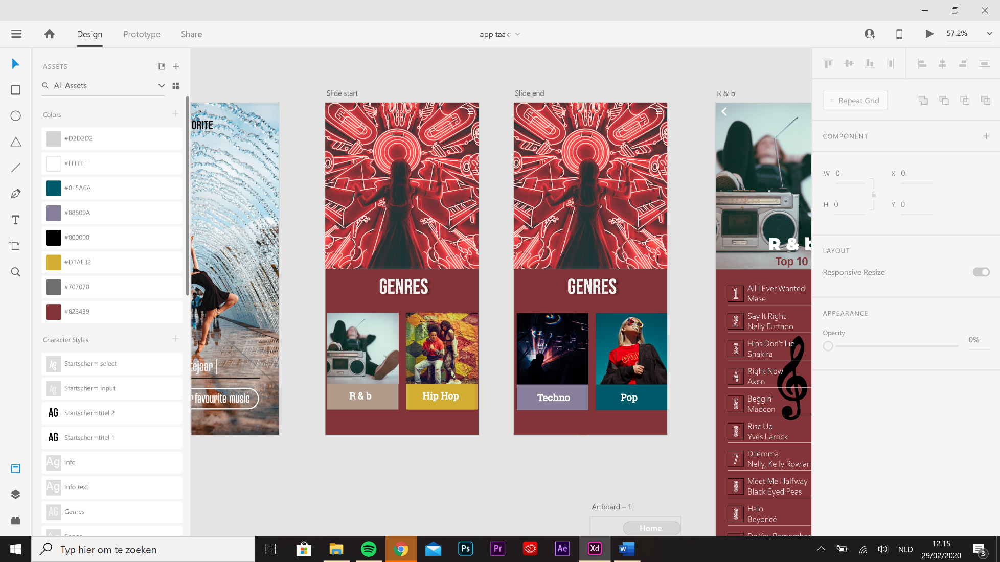 Design
Prototype
Share
app taak
57.2%
ASSETS
All Assets
Colors
#D2D2D2
#FFFFFF
#015A6A
#88809A
#000000
#D1AE32
#707070
#823439
Character Styles
Ag Startscherm select
Ag Startscherm input
AG Startschermtitel 2
AG Startschermtitel 1
Ag info
Ag Info text
AG Genres
ORITE
tejaar
favourite music
Slide start
GENRES
R & b
Hip Hop
Slide end
GENRES
Techno
Pop
R & b
R & b
Top 10
1 All I Ever Wanted
Mase
2 Say It Right
Nelly Furtado
3 Hips Don't Lie
Shakira
4 Right Now
Akon
5 Beggin'
Madcon
6 Rise Up
Yves Larock
7 Dilemma
Nelly, Kelly Rowlan
8 Meet Me Halfway
Black Eyed Peas
9 Halo
Beyoncé
Artboard – 1
Home
Repeat Grid
COMPONENT
W 0
X 0
H 0
Y 0
LAYOUT
Responsive Resize
APPEARANCE
Opacity
0%
Typ hier om te zoeken
Ps
Pr
Ae
Xd
W
NLD
12:15
29/02/2020
3